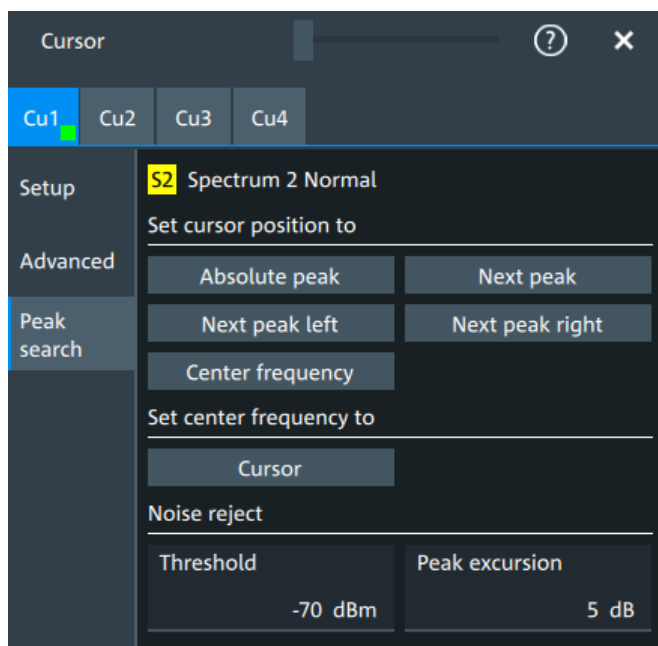 Cursor ? ×
Cu1 Cu2 Cu3 Cu4
Setup
Advanced
Peak
search
S2 Spectrum 2 Normal
Set cursor position to
Absolute peak Next peak
Next peak left Next peak right
Center frequency
Set center frequency to
Cursor
Noise reject
Threshold Peak excursion
-70 dBm 5 dB